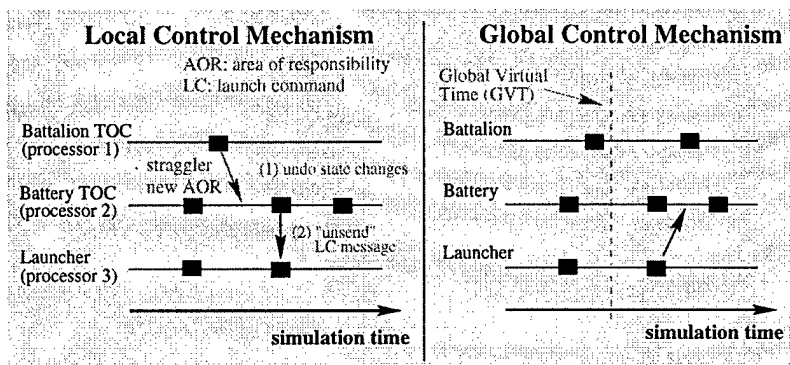 Local Control Mechanism
AOR: area of responsibility
LC: launch command
Battalion TOC
(processor 1)
straggler
new AOR
(1) undo state changes
Battery TOC
(processor 2)
(2) "unsend"
LC message
Launcher
(processor 3)
simulation time
Global Control Mechanism
Global Virtual
Time (GVT)
Battalion
Battery
Launcher
simulation time